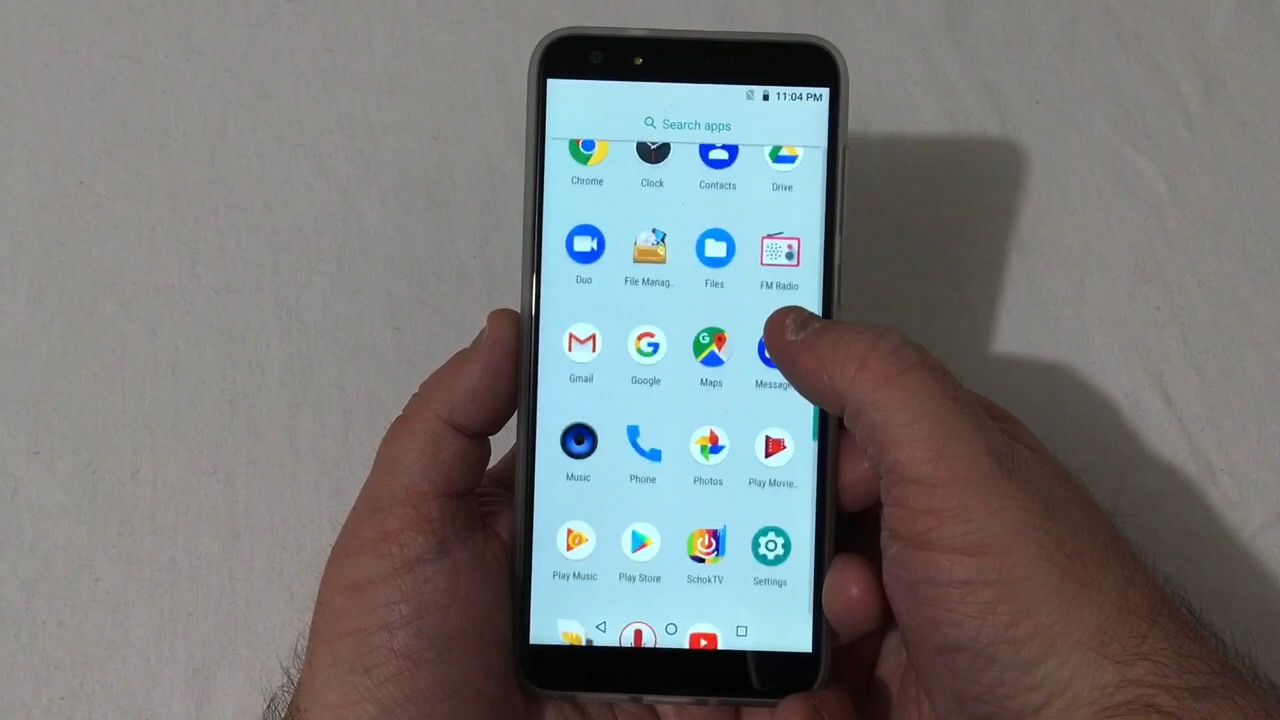 11:04 PM
Search apps
Chrome Clock Contacts Drive
Duo File Manag.. Files FM Radio
Gmail Google Maps Message
Music Phone Photos Play Movie..
Play Music Play Store SchokTV Settings